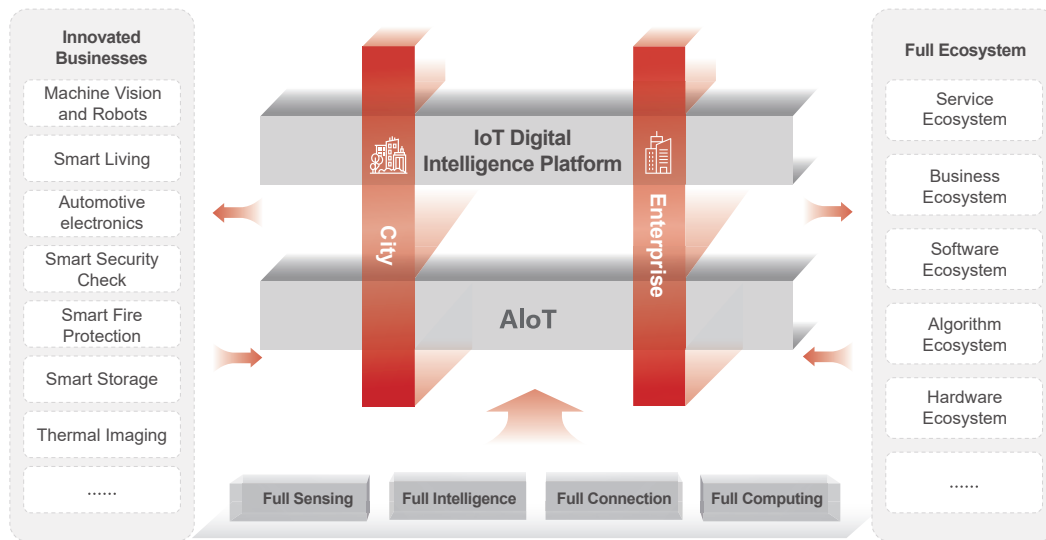 Innovated
Businesses
Machine Vision
and Robots
Smart Living
Automotive
electronics
Smart Security
Check
Smart Fire
Protection
Smart Storage
Thermal Imaging
......
IoT Digital
Intelligence Platform
City
Enterprise
AIoT
Full Sensing
Full Intelligence
Full Connection
Full Computing
Full Ecosystem
Service
Ecosystem
Business
Ecosystem
Software
Ecosystem
Algorithm
Ecosystem
Hardware
Ecosystem
......